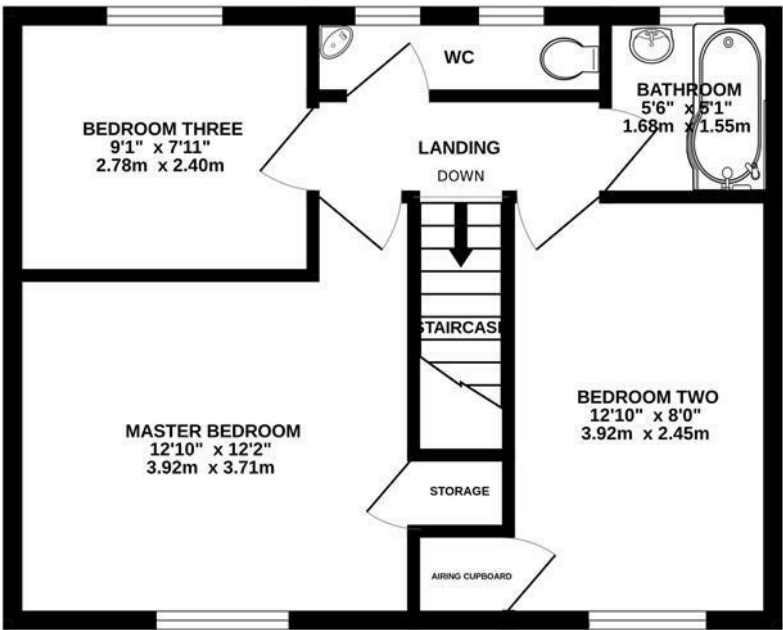 WC
BATHROOM
5'6" x 5'1"
1.68m x 1.55m
BEDROOM THREE
9'1" x 7'11"
2.78m x 2.40m
LANDING
DOWN
STAIRCASE
MASTER BEDROOM
12'10" x 12'2"
3.92m x 3.71m
BEDROOM TWO
12'10" x 8'0"
3.92m x 2.45m
STORAGE
AIRING CUPBOARD